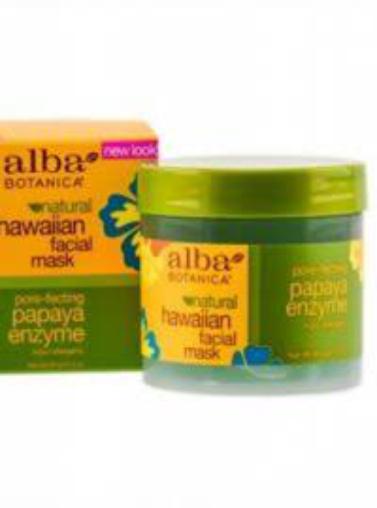 new look
alba
BOTANICA
natural
hawaiian
facial
mask
pore-fecting
papaya
enzyme
alba
BOTANICA
natural
hawaiian
facial
mask
pore-fecting
papaya
enzyme